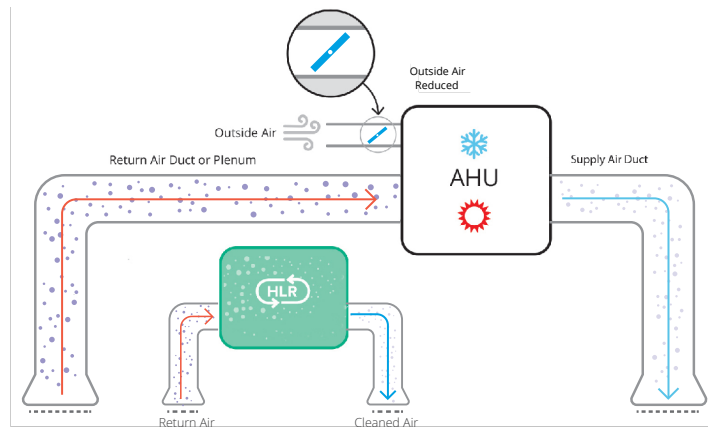 Outside Air
Reduced
Outside Air
Return Air Duct or Plenum
Supply Air Duct
AHU
HLR
Return Air
Cleaned Air